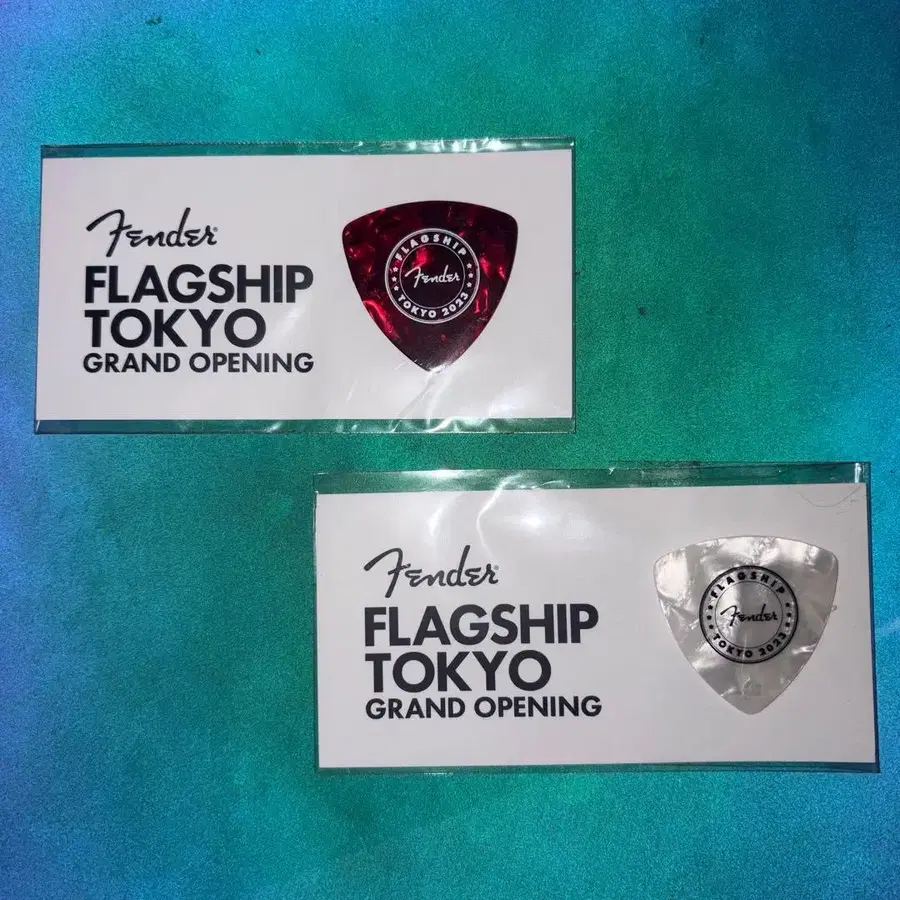 Fender
FLAGSHIP
TOKYO
GRAND OPENING
FLAGSHIP
Fender
TOKYO 2023
Fender
FLAGSHIP
TOKYO
GRAND OPENING
FLAGSHIP
Fender
TOKYO 2023